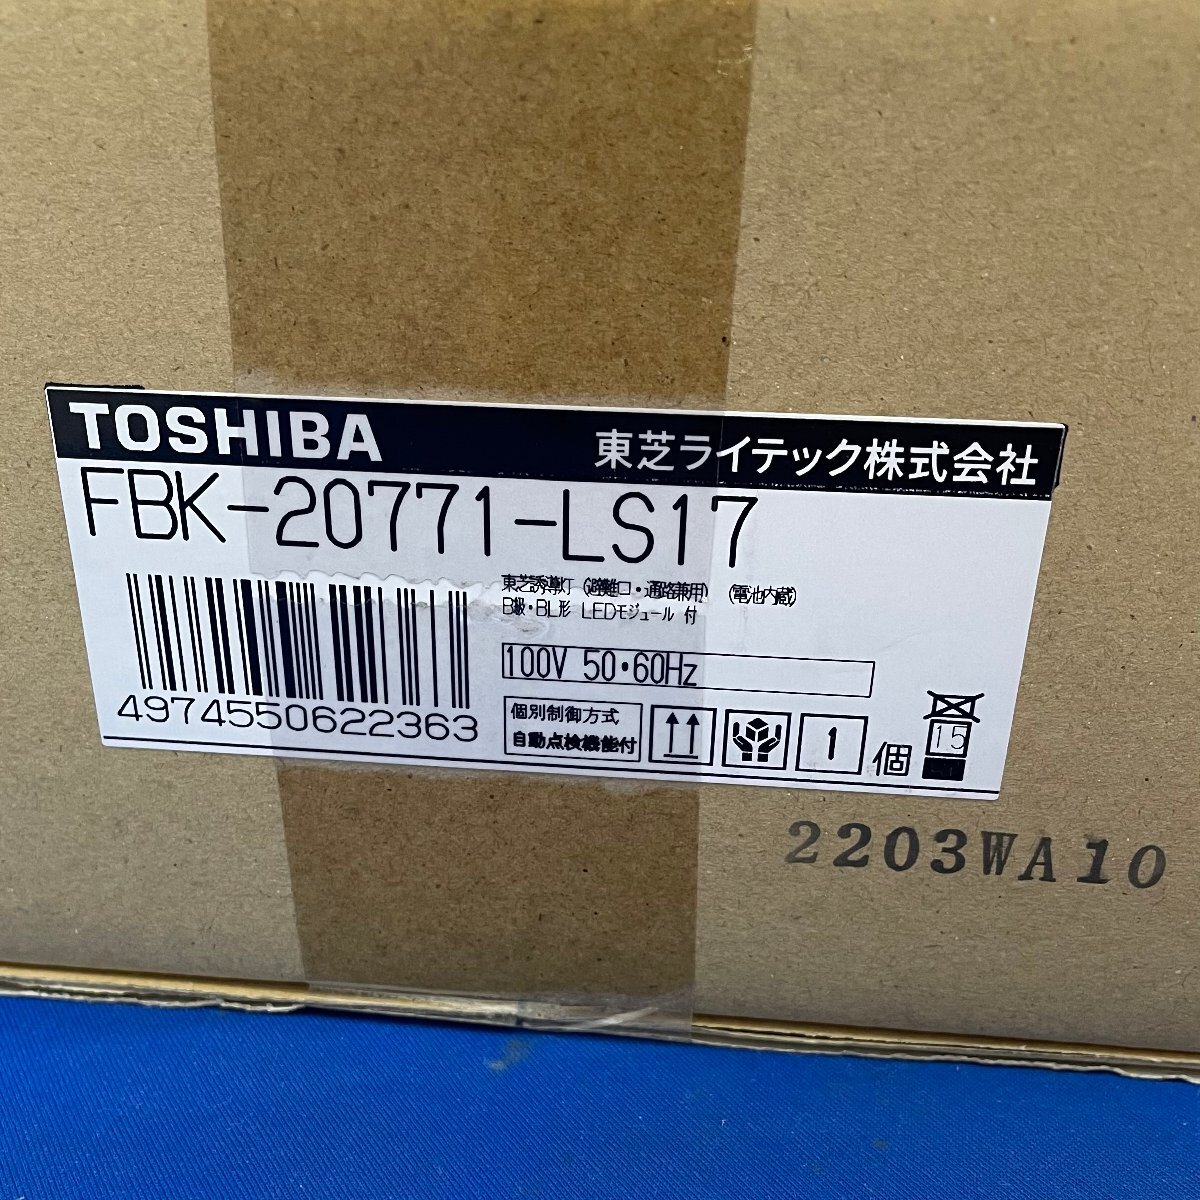 TOSHIBA 東芝ライテック株式会社
FBK-20771-LS17
東芝誘導灯 (避難口・通路兼用) (電池内蔵)
B級・BL形 LEDモジュール 付
100V 50・60Hz
4974550622363
個別制御方式
自動点検機能付
1 個
15
2203WA10